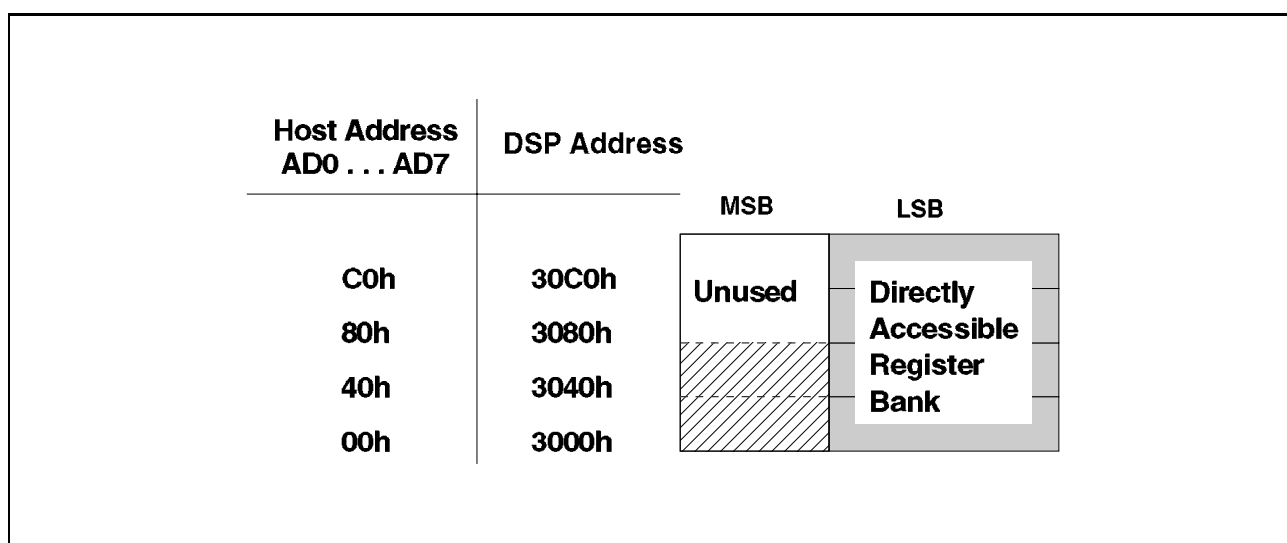 Host Address
AD0 . . . AD7
DSP Address
MSB
LSB
C0h
30C0h
Unused
Directly
80h
3080h
Accessible
Register
40h
3040h
Bank
00h
3000h